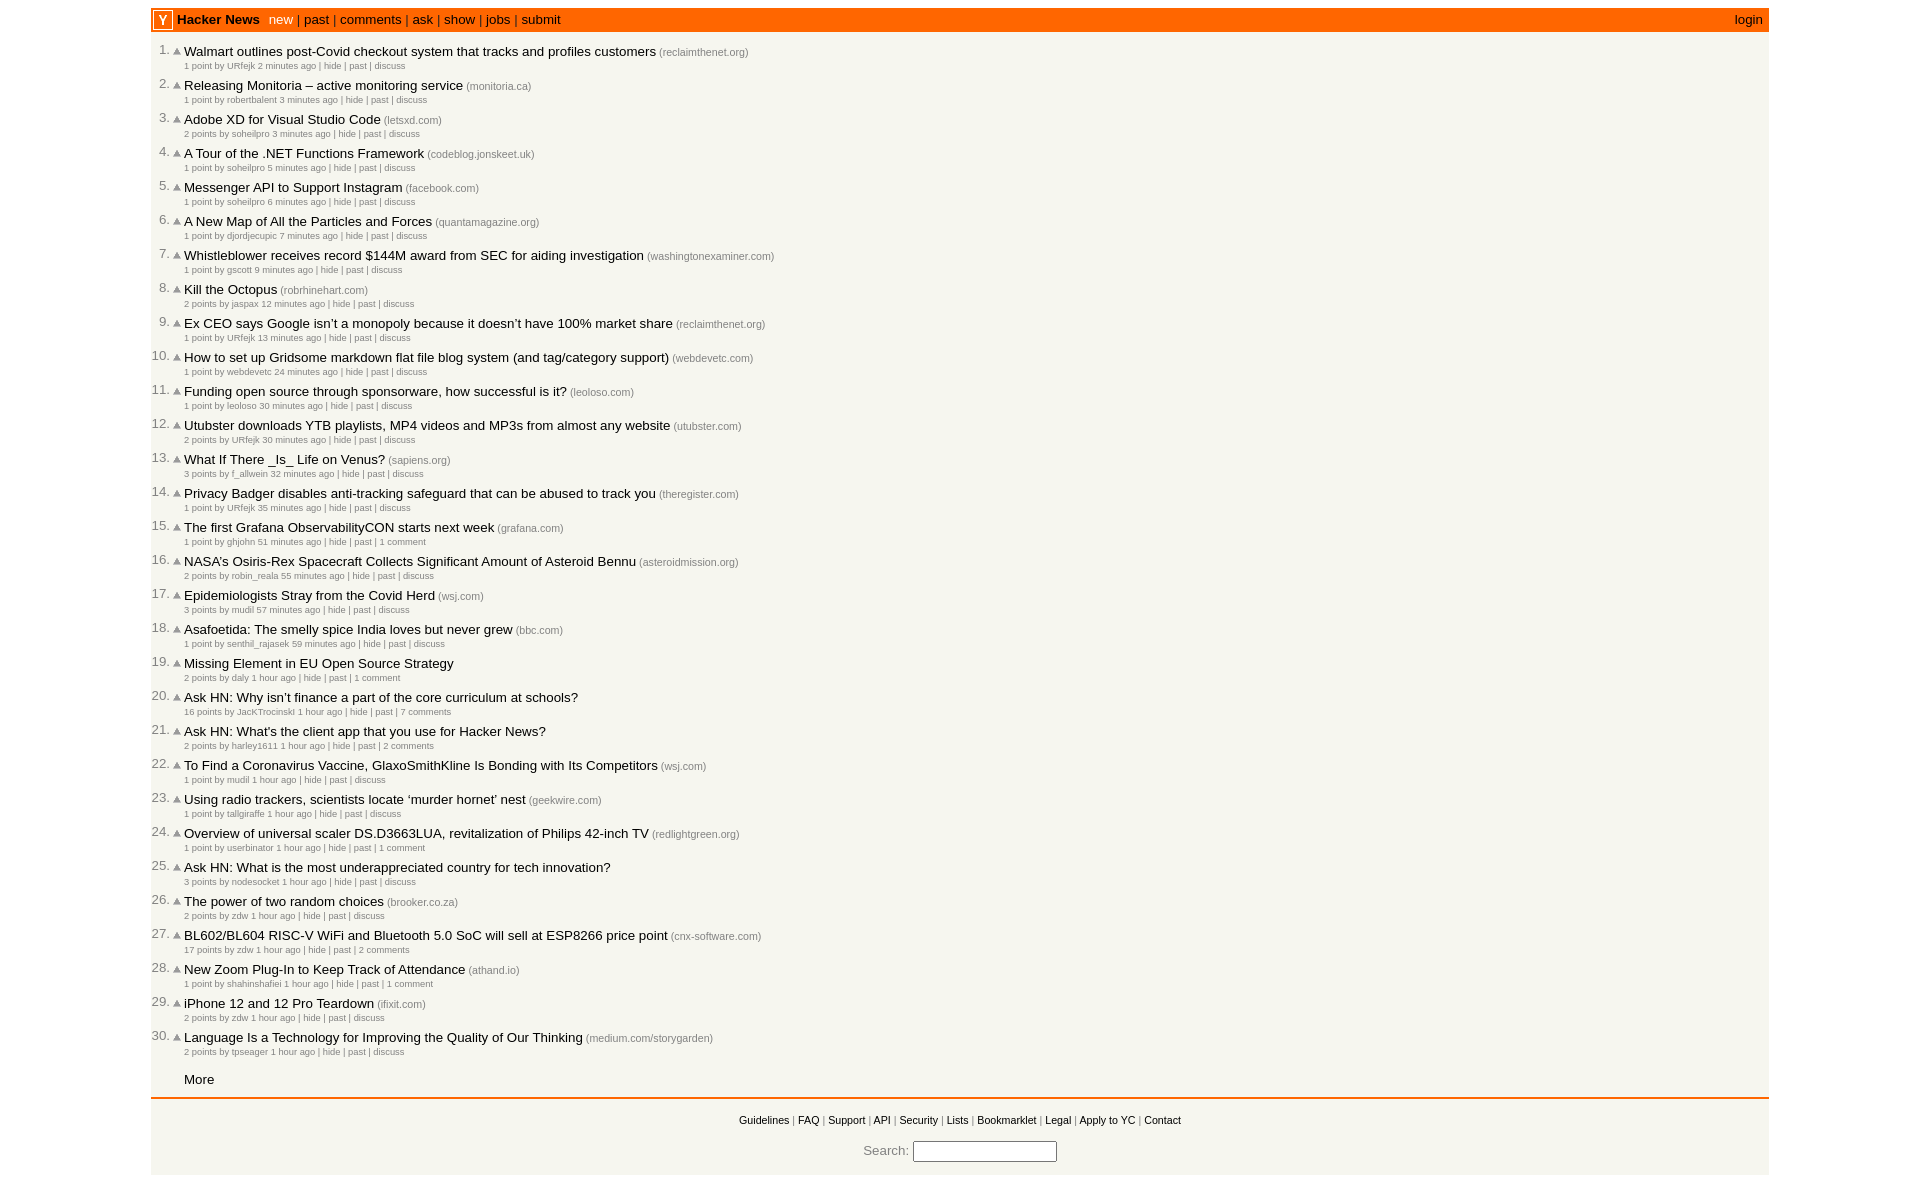 Y Hacker News new | past | comments | ask | show | jobs | submit login
1. Walmart outlines post-Covid checkout system that tracks and profiles customers (reclaimthenet.org)
1 point by URfejk 2 minutes ago | hide | past | discuss
2. Releasing Monitoria – active monitoring service (monitoria.ca)
1 point by robertbalent 3 minutes ago | hide | past | discuss
3. Adobe XD for Visual Studio Code (letsxd.com)
2 points by soheilpro 3 minutes ago | hide | past | discuss
4. A Tour of the .NET Functions Framework (codeblog.jonskeet.uk)
1 point by soheilpro 5 minutes ago | hide | past | discuss
5. Messenger API to Support Instagram (facebook.com)
1 point by soheilpro 6 minutes ago | hide | past | discuss
6. A New Map of All the Particles and Forces (quantamagazine.org)
1 point by djordjecupic 7 minutes ago | hide | past | discuss
7. Whistleblower receives record $144M award from SEC for aiding investigation (washingtonexaminer.com)
1 point by gscott 9 minutes ago | hide | past | discuss
8. Kill the Octopus (robrhinehart.com)
2 points by jaspax 12 minutes ago | hide | past | discuss
9. Ex CEO says Google isn’t a monopoly because it doesn’t have 100% market share (reclaimthenet.org)
1 point by URfejk 13 minutes ago | hide | past | discuss
10. How to set up Gridsome markdown flat file blog system (and tag/category support) (webdevetc.com)
1 point by webdevetc 24 minutes ago | hide | past | discuss
11. Funding open source through sponsorware, how successful is it? (leoloso.com)
1 point by leoloso 30 minutes ago | hide | past | discuss
12. Utubster downloads YTB playlists, MP4 videos and MP3s from almost any website (utubster.com)
2 points by URfejk 30 minutes ago | hide | past | discuss
13. What If There _Is_ Life on Venus? (sapiens.org)
3 points by f_allwein 32 minutes ago | hide | past | discuss
14. Privacy Badger disables anti-tracking safeguard that can be abused to track you (theregister.com)
1 point by URfejk 35 minutes ago | hide | past | discuss
15. The first Grafana ObservabilityCON starts next week (grafana.com)
1 point by ghjohn 51 minutes ago | hide | past | 1 comment
16. NASA’s Osiris-Rex Spacecraft Collects Significant Amount of Asteroid Bennu (asteroidmission.org)
2 points by robin_reala 55 minutes ago | hide | past | discuss
17. Epidemiologists Stray from the Covid Herd (wsj.com)
3 points by mudil 57 minutes ago | hide | past | discuss
18. Asafoetida: The smelly spice India loves but never grew (bbc.com)
1 point by senthil_rajasek 59 minutes ago | hide | past | discuss
19. Missing Element in EU Open Source Strategy
2 points by daly 1 hour ago | hide | past | 1 comment
20. Ask HN: Why isn’t finance a part of the core curriculum at schools?
16 points by JacKTrocinskI 1 hour ago | hide | past | 7 comments
21. Ask HN: What's the client app that you use for Hacker News?
2 points by harley1611 1 hour ago | hide | past | 2 comments
22. To Find a Coronavirus Vaccine, GlaxoSmithKline Is Bonding with Its Competitors (wsj.com)
1 point by mudil 1 hour ago | hide | past | discuss
23. Using radio trackers, scientists locate ‘murder hornet’ nest (geekwire.com)
1 point by tallgiraffe 1 hour ago | hide | past | discuss
24. Overview of universal scaler DS.D3663LUA, revitalization of Philips 42-inch TV (redlightgreen.org)
1 point by userbinator 1 hour ago | hide | past | 1 comment
25. Ask HN: What is the most underappreciated country for tech innovation?
3 points by nodesocket 1 hour ago | hide | past | discuss
26. The power of two random choices (brooker.co.za)
2 points by zdw 1 hour ago | hide | past | discuss
27. BL602/BL604 RISC-V WiFi and Bluetooth 5.0 SoC will sell at ESP8266 price point (cnx-software.com)
17 points by zdw 1 hour ago | hide | past | 2 comments
28. New Zoom Plug-In to Keep Track of Attendance (athand.io)
1 point by shahinshafiei 1 hour ago | hide | past | 1 comment
29. iPhone 12 and 12 Pro Teardown (ifixit.com)
2 points by zdw 1 hour ago | hide | past | discuss
30. Language Is a Technology for Improving the Quality of Our Thinking (medium.com/storygarden)
2 points by tpseager 1 hour ago | hide | past | discuss
More
Guidelines | FAQ | Support | API | Security | Lists | Bookmarklet | Legal | Apply to YC | Contact
Search: